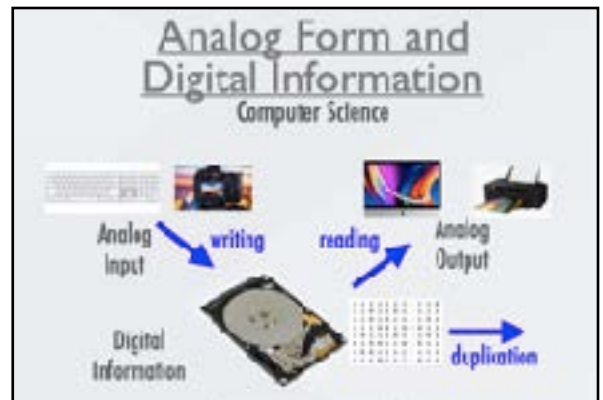 Analog Form and
Digital Information
Computer Science
Analog
Input
writing
reading
Analog
Output
Digital
Information
duplication